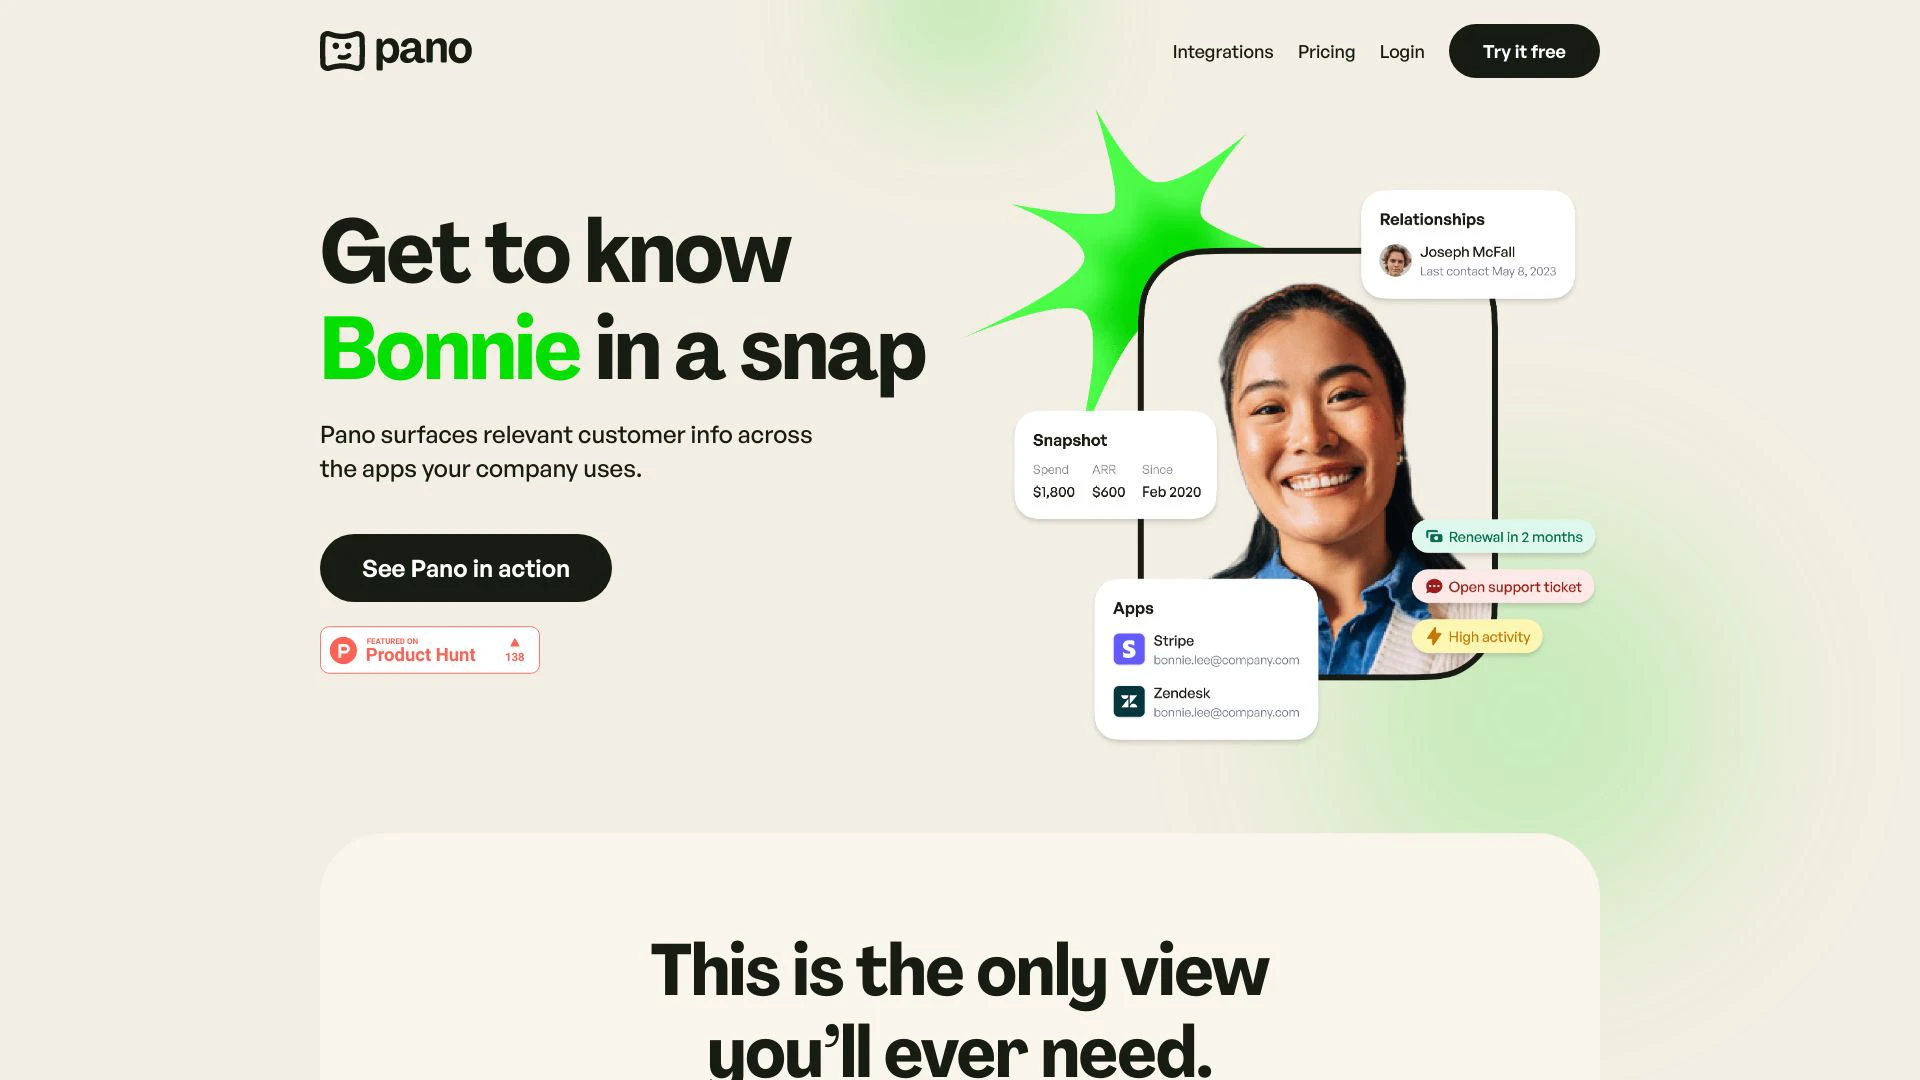 pano
Integrations Pricing Login Try it free
Get to know
Bonnie in a snap
Pano surfaces relevant customer info across
the apps your company uses.
See Pano in action
FEATURED ON
Product Hunt
138
Relationships
Joseph McFall
Last contact May 8, 2023
Snapshot
Spend ARR Since
$1,800 $600 Feb 2020
Renewal in 2 months
Open support ticket
High activity
Apps
Stripe
bonnie.lee@company.com
Zendesk
bonnie.lee@company.com
This is the only view
you’ll ever need.